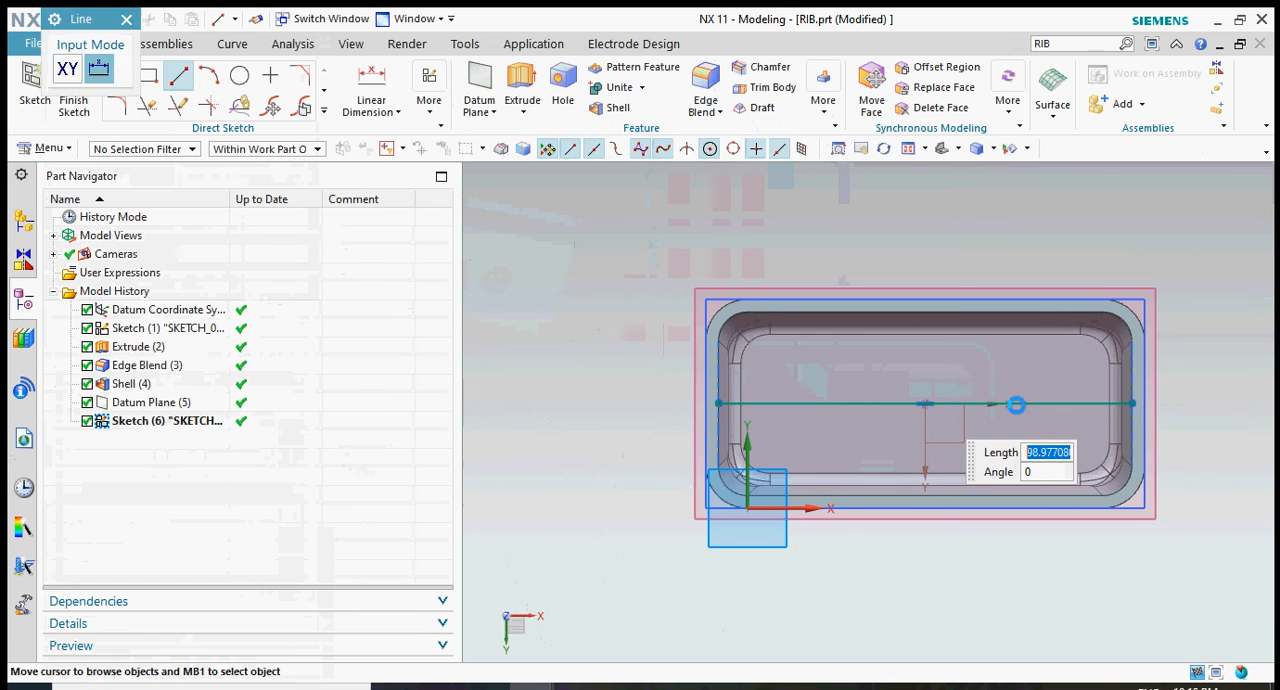 NX
Line
Switch Window
Window
NX 11 - Modeling - [RIB.prt (Modified) ]
SIEMENS
Input Mode
XY
Assemblies
Curve
Analysis
View
Render
Tools
Application
Electrode Design
RIB
Sketch
Finish
Sketch
Direct Sketch
Linear
Dimension
More
Datum
Plane
Extrude
Hole
Pattern Feature
Unite
Shell
Edge
Blend
Chamfer
Trim Body
Draft
More
Feature
Move
Face
Offset Region
Replace Face
Delete Face
More
Synchronous Modeling
Surface
Work on Assembly
Add
Assemblies
Menu
No Selection Filter
Within Work Part O
Part Navigator
Name
Up to Date
Comment
History Mode
Model Views
Cameras
User Expressions
Model History
Datum Coordinate Sy...
Sketch (1) "SKETCH_0...
Extrude (2)
Edge Blend (3)
Shell (4)
Datum Plane (5)
Sketch (6) "SKETCH...
Y
X
Y
Length
98.97708
Angle
0
X
Y
Dependencies
Details
Preview
Move cursor to browse objects and MB1 to select object